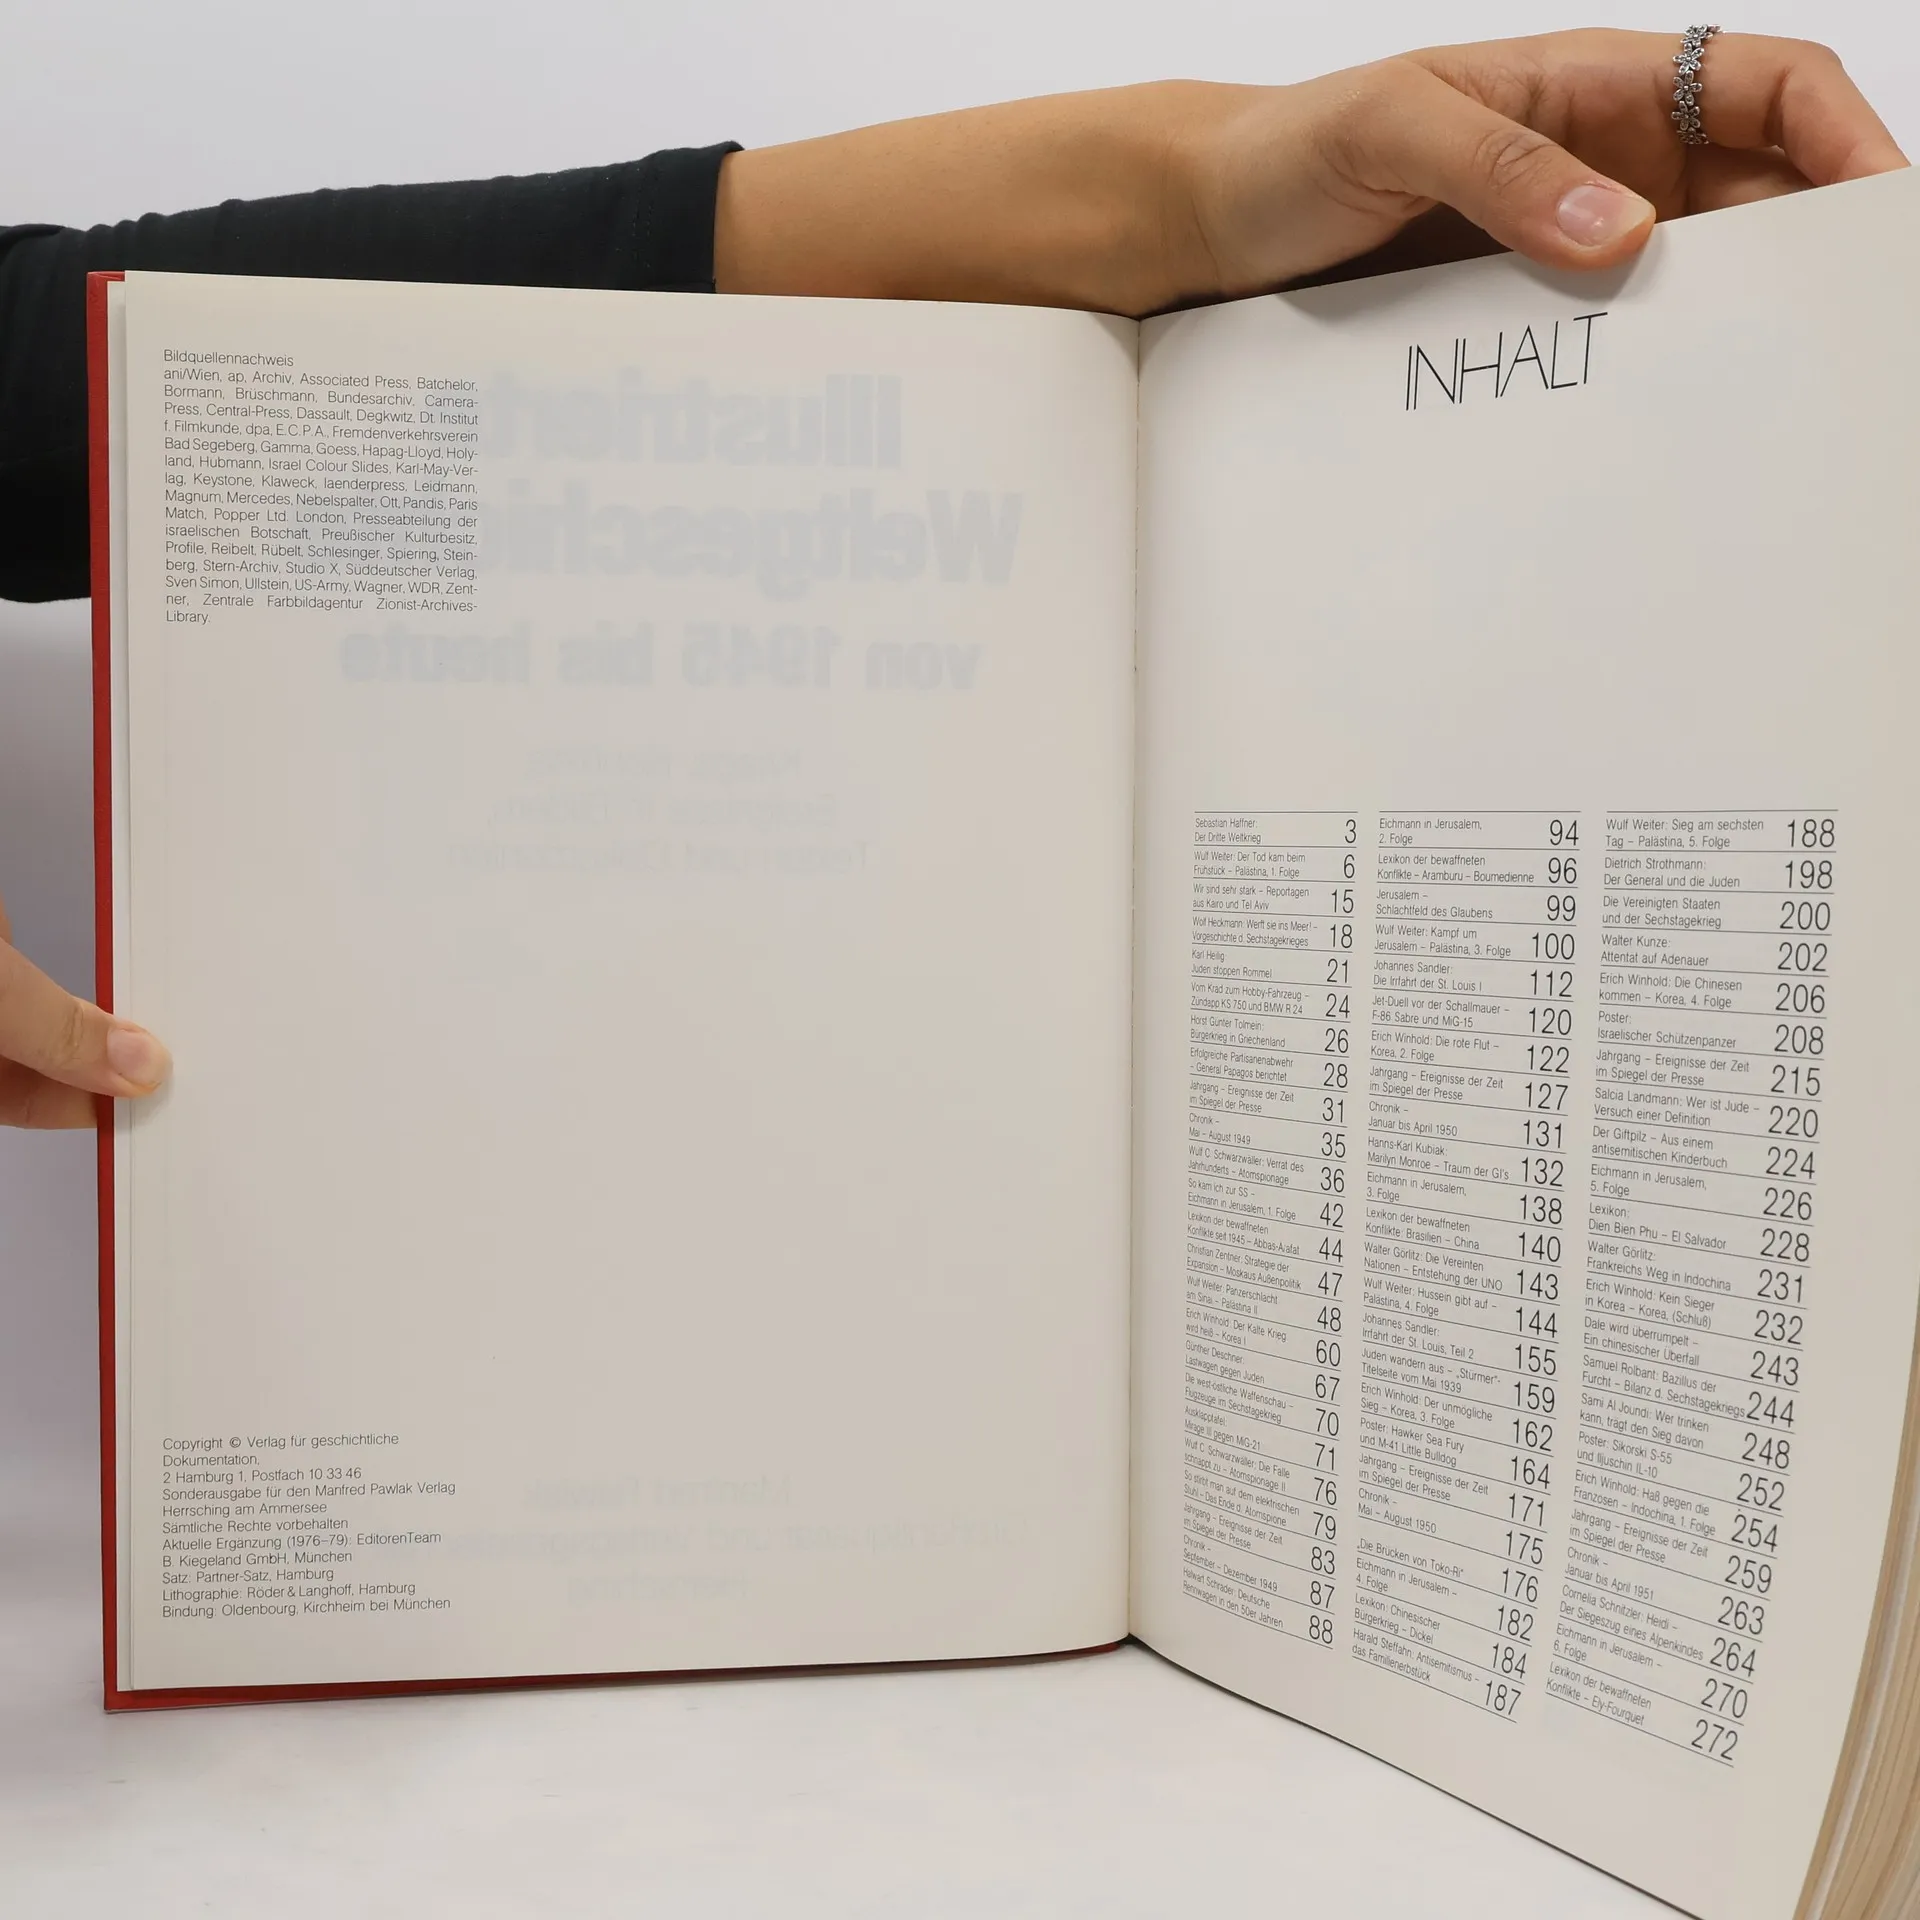 Bildquellennachweis
ani/Wien, ap, Archiv, Associated Press, Batchelor,
Bormann, Brüschmann, Bundesarchiv, Camera-
Press, Central-Press, Dassault, Degkwitz, Dt. Institut
f. Filmkunde, dpa, E.C.P.A., Fremdenverkehrsverein
Bad Segeberg, Gamma, Goess, Hapag-Lloyd, Holy-
land, Hubmann, Israel Colour Slides, Karl-May-Ver-
lag, Keystone, Klaweck, laenderpress, Leidmann,
Magnum, Mercedes, Nebelspalter, Ott, Pandis, Paris
Match, Popper Ltd. London, Presseabteilung der
israelischen Botschaft, Preußischer Kulturbesitz,
Profile, Reibelt, Rübelt, Schlesinger, Spiering, Stein-
berg, Stern-Archiv, Studio X, Süddeutscher Verlag,
Sven Simon, Ullstein, US-Army, Wagner, WDR, Zent-
ner, Zentrale Farbbildagentur Zionist-Archives-
Library.
Copyright © Verlag für geschichtliche
Dokumentation,
2 Hamburg 1, Postfach 10 33 46
Sonderausgabe für den Manfred Pawlak Verlag
Herrsching am Ammersee
Sämtliche Rechte vorbehalten
Aktuelle Ergänzung (1976–79): EditorenTeam
B. Kiegeland GmbH, München
Satz: Partner-Satz, Hamburg
Lithographie: Röder & Langhoff, Hamburg
Bindung: Oldenbourg, Kirchheim bei München
INHALT
Sebastian Haffner:
Der Dritte Weltkrieg 3
Wulf Weiter: Der Tod kam beim
Frühstück – Palästina, 1. Folge 6
Wir sind sehr stark – Reportagen
aus Kairo und Tel Aviv 15
Wolf Heckmann: Werft sie ins Meer! –
Vorgeschichte d. Sechstagekrieges 18
Karl Heilig:
Juden stoppen Rommel 21
Vom Krad zum Hobby-Fahrzeug –
Zündapp KS 750 und BMW R 24 24
Horst Günter Tolmein:
Bürgerkrieg in Griechenland 26
Erfolgreiche Partisanenabwehr
– General Papagos berichtet 28
Jahrgang – Ereignisse der Zeit
im Spiegel der Presse 31
Chronik –
Mai – August 1949 35
Wulf C. Schwarzwäller: Verrat des
Jahrhunderts – Atomspionage 36
So kam ich zur SS –
Eichmann in Jerusalem, 1. Folge 42
Lexikon der bewaffneten
Konflikte seit 1945 – Abbas-Arafat 44
Christian Zentner: Strategie der
Expansion – Moskaus Außenpolitik 47
Wulf Weiter: Panzerschlacht
am Sinai – Palästina II 48
Erich Winhold: Der Kalte Krieg
wird heiß – Korea I 60
Günther Deschner:
Lastwagen gegen Juden 67
Die west-östliche Waffenschau –
Flugzeuge im Sechstagekrieg 70
Ausklapptafel:
Mirage III gegen MiG-21 71
Wulf C. Schwarzwäller: Die Falle
schnappt zu – Atomspionage II 76
So stirbt man auf dem elektrischen
Stuhl – Das Ende d. Atomspione 79
Jahrgang – Ereignisse der Zeit
im Spiegel der Presse 83
Chronik –
September – Dezember 1949 87
Halwart Schrader: Deutsche
Rennwagen in den 50er Jahren 88
Eichmann in Jerusalem,
2. Folge 94
Lexikon der bewaffneten
Konflikte – Aramburu – Boumedienne 96
Jerusalem –
Schlachtfeld des Glaubens 99
Wulf Weiter: Kampf um
Jerusalem – Palästina, 3. Folge 100
Johannes Sandler:
Die Irrfahrt der St. Louis I 112
Jet-Duell vor der Schallmauer –
F-86 Sabre und MiG-15 120
Erich Winhold: Die rote Flut –
Korea, 2. Folge 122
Jahrgang – Ereignisse der Zeit
im Spiegel der Presse 127
Chronik –
Januar bis April 1950 131
Hanns-Karl Kubiak:
Marilyn Monroe – Traum der GI's 132
Eichmann in Jerusalem,
3. Folge 138
Lexikon der bewaffneten
Konflikte: Brasilien – China 140
Walter Görlitz: Die Vereinten
Nationen – Entstehung der UNO 143
Wulf Weiter: Hussein gibt auf –
Palästina, 4. Folge 144
Johannes Sandler:
Irrfahrt der St. Louis, Teil 2 155
Juden wandern aus – „Stürmer"-
Titelseite vom Mai 1939 159
Erich Winhold: Der unmögliche
Sieg – Korea, 3. Folge 162
Poster: Hawker Sea Fury
und M-41 Little Bulldog 164
Jahrgang – Ereignisse der Zeit
im Spiegel der Presse 171
Chronik –
Mai – August 1950 175
„Die Brücken von Toko-Ri" 176
Eichmann in Jerusalem –
4. Folge 182
Lexikon: Chinesischer
Bürgerkrieg – Dickel 184
Harald Steffahn: Antisemitismus –
das Familienerbstück 187
Wulf Weiter: Sieg am sechsten
Tag – Palästina, 5. Folge 188
Dietrich Strothmann:
Der General und die Juden 198
Die Vereinigten Staaten
und der Sechstagekrieg 200
Walter Kunze:
Attentat auf Adenauer 202
Erich Winhold: Die Chinesen
kommen – Korea, 4. Folge 206
Poster:
Israelischer Schützenpanzer 208
Jahrgang – Ereignisse der Zeit
im Spiegel der Presse 215
Salcia Landmann: Wer ist Jude –
Versuch einer Definition 220
Der Giftpilz – Aus einem
antisemitischen Kinderbuch 224
Eichmann in Jerusalem,
5. Folge 226
Lexikon:
Dien Bien Phu – El Salvador 228
Walter Görlitz:
Frankreichs Weg in Indochina 231
Erich Winhold: Kein Sieger
in Korea – Korea, (Schluß) 232
Dale wird überrumpelt –
Ein chinesischer Überfall 243
Samuel Rolbant: Bazillus der
Furcht – Bilanz d. Sechstagekriegs 244
Sami Al Joundi: Wer trinken
kann, trägt den Sieg davon 248
Poster: Sikorski S-55
und Iljuschin IL-10 252
Erich Winhold: Haß gegen die
Franzosen – Indochina, 1. Folge 254
Jahrgang – Ereignisse der Zeit
im Spiegel der Presse 259
Chronik –
Januar bis April 1951 263
Cornelia Schnitzler: Heidi –
Der Siegeszug eines Alpenkindes 264
Eichmann in Jerusalem –
6. Folge 270
Lexikon der bewaffneten
Konflikte – Ely-Fourquet 272